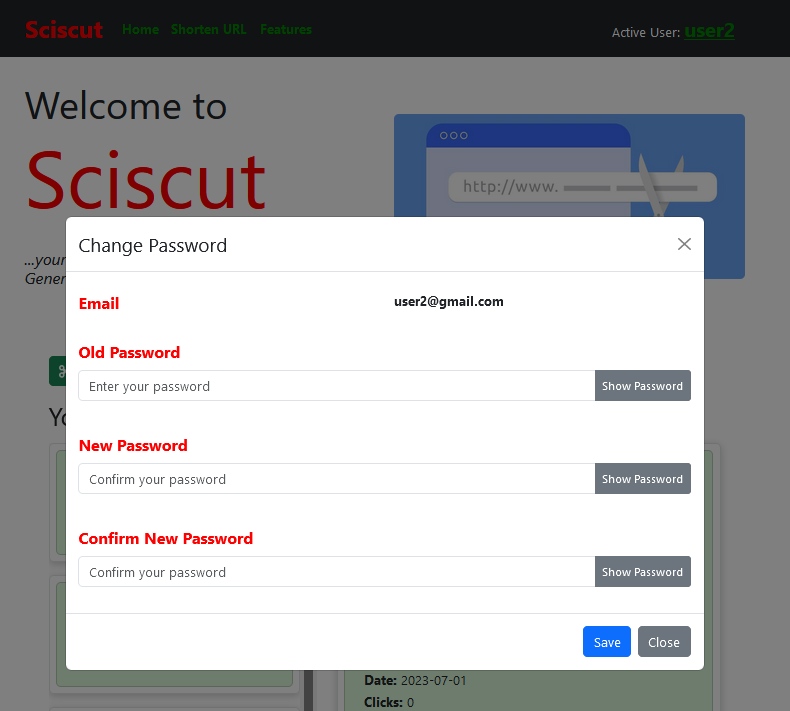 Sciscut Home Shorten URL Features Active User: user2
Welcome to
Sciscut
http://www.
...your
Change Password
Email user2@gmail.com
Old Password
Enter your password Show Password
New Password
Confirm your password Show Password
Confirm New Password
Confirm your password Show Password
Save Close
Date: 2023-07-01
Clicks: 0